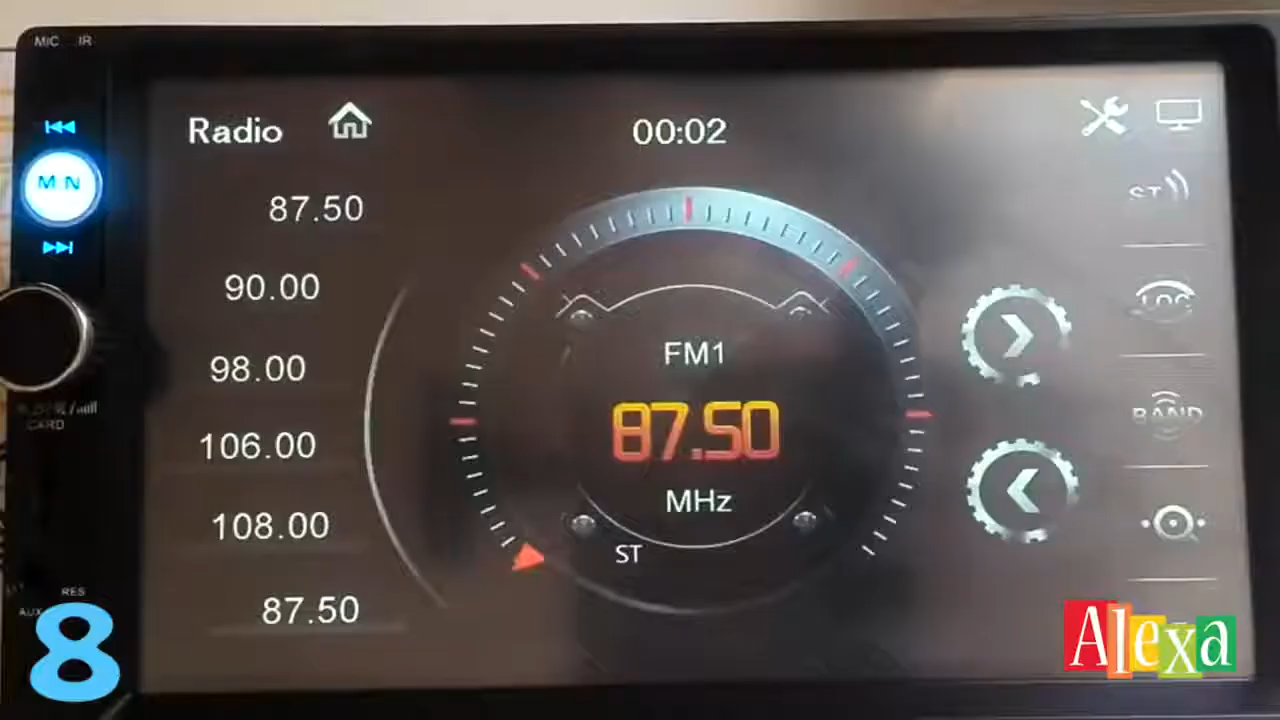 MIC IR
Radio
00:02
M N
87.50
90.00
98.00
106.00
108.00
87.50
FM1
87.50
MHz
ST
ST
LOC
BAND
CARD
RES
AUX
8
Alexa